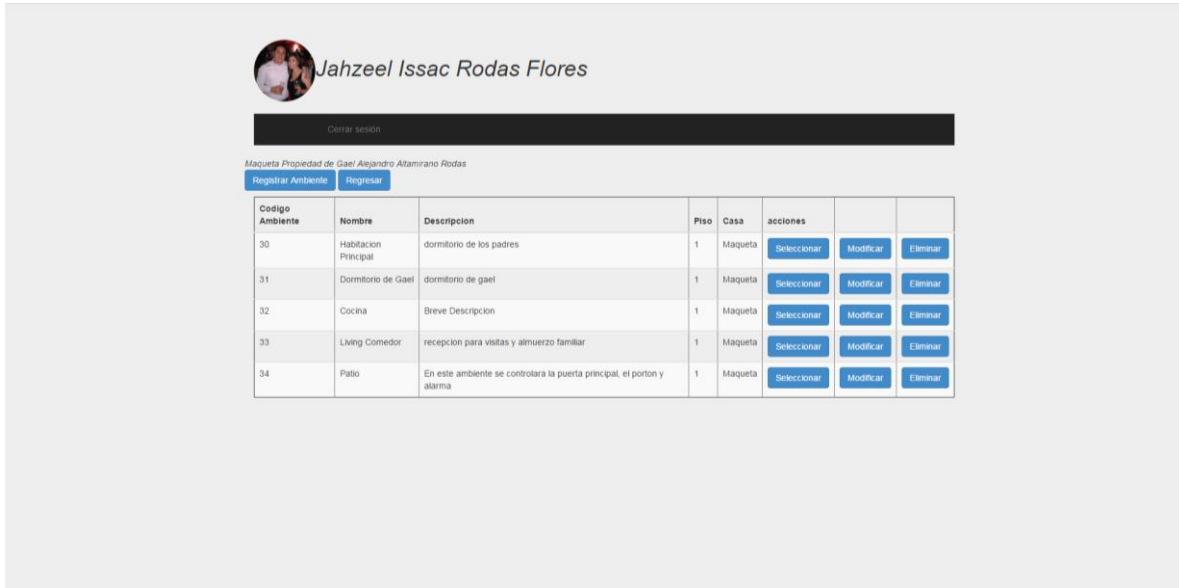 Jahzeel Issac Rodas Flores
Cerrar sesión
Maqueta Propiedad de Gael Alejandro Altamirano Rodas
Registrar Ambiente Regresar
Codigo Ambiente Nombre Descripcion Piso Casa acciones
30 Habitacion Principal dormitorio de los padres 1 Maqueta Seleccionar Modificar Eliminar
31 Dormitorio de Gael dormitorio de gael 1 Maqueta Seleccionar Modificar Eliminar
32 Cocina Breve Descripcion 1 Maqueta Seleccionar Modificar Eliminar
33 Living Comedor recepcion para visitas y almuerzo familiar 1 Maqueta Seleccionar Modificar Eliminar
34 Patio En este ambiente se controlara la puerta principal, el porton y alarma 1 Maqueta Seleccionar Modificar Eliminar